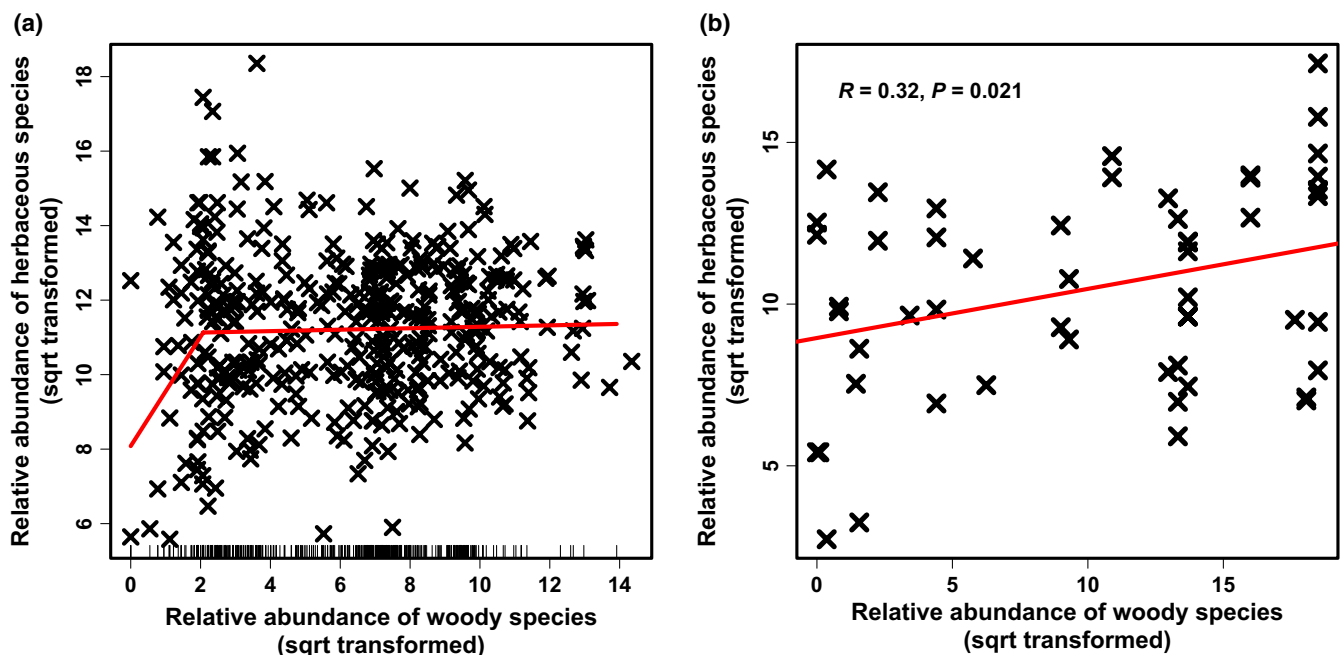 (a)
Relative abundance of herbaceous species
(sqrt transformed)
18
16
14
12
10
8
6
0 2 4 6 8 10 12 14
Relative abundance of woody species
(sqrt transformed)
(b)
Relative abundance of herbaceous species
(sqrt transformed)
R = 0.32, P = 0.021
15
10
5
0 5 10 15
Relative abundance of woody species
(sqrt transformed)